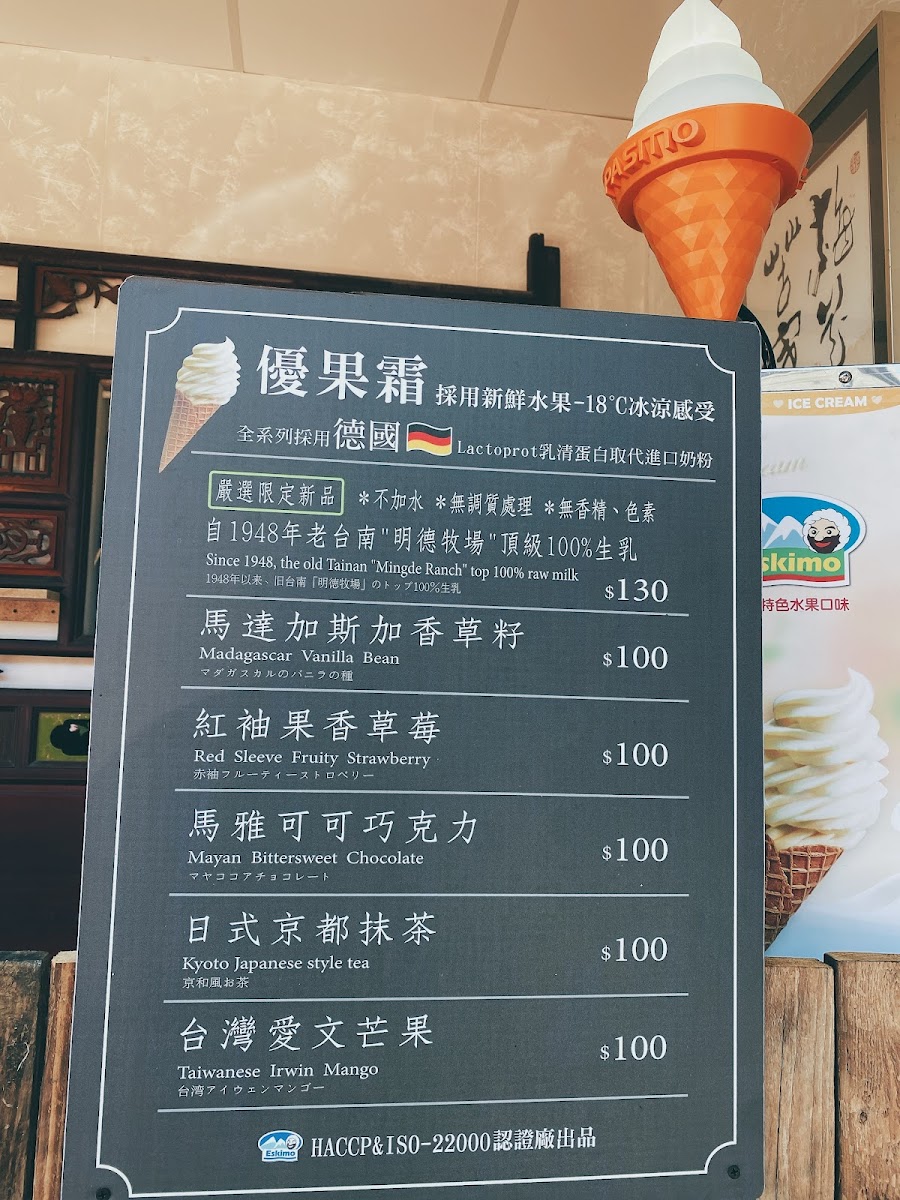 PASMO
ICE CREAM
Eskimo
特色水果口味
優果霜 採用新鮮水果-18℃冰涼感受
全系列採用德國 Lactoprot乳清蛋白取代進口奶粉
嚴選限定新品 *不加水 *無調質處理 *無香精、色素
自1948年老台南"明德牧場"頂級100%生乳
Since 1948, the old Tainan "Mingde Ranch" top 100% raw milk
1948年以来、旧台南「明徳牧場」のトップ100%生乳
$130
馬達加斯加香草籽
Madagascar Vanilla Bean
マダガスカルのバニラの種
$100
紅袖果香草莓
Red Sleeve Fruity Strawberry
赤袖フルーティーストロベリー
$100
馬雅可可巧克力
Mayan Bittersweet Chocolate
マヤココアチョコレート
$100
日式京都抹茶
Kyoto Japanese style tea
京和風お茶
$100
台灣愛文芒果
Taiwanese Irwin Mango
台湾アイウェンマンゴー
$100
Eskimo HACCP&ISO-22000認證廠出品